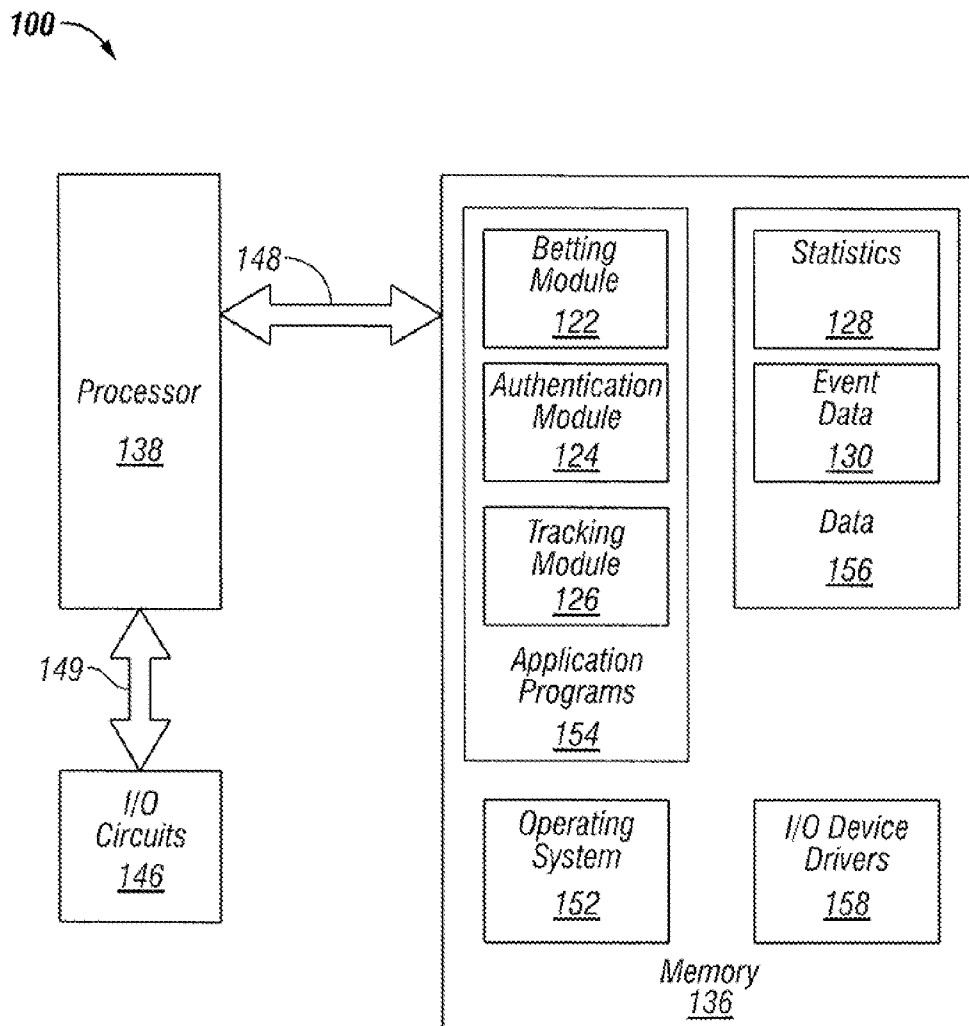 100
148
Processor
138
149
I/O
Circuits
146
Betting
Module
122
Authentication
Module
124
Tracking
Module
126
Application
Programs
154
Statistics
128
Event
Data
130
Data
156
Operating
System
152
I/O Device
Drivers
158
Memory
136